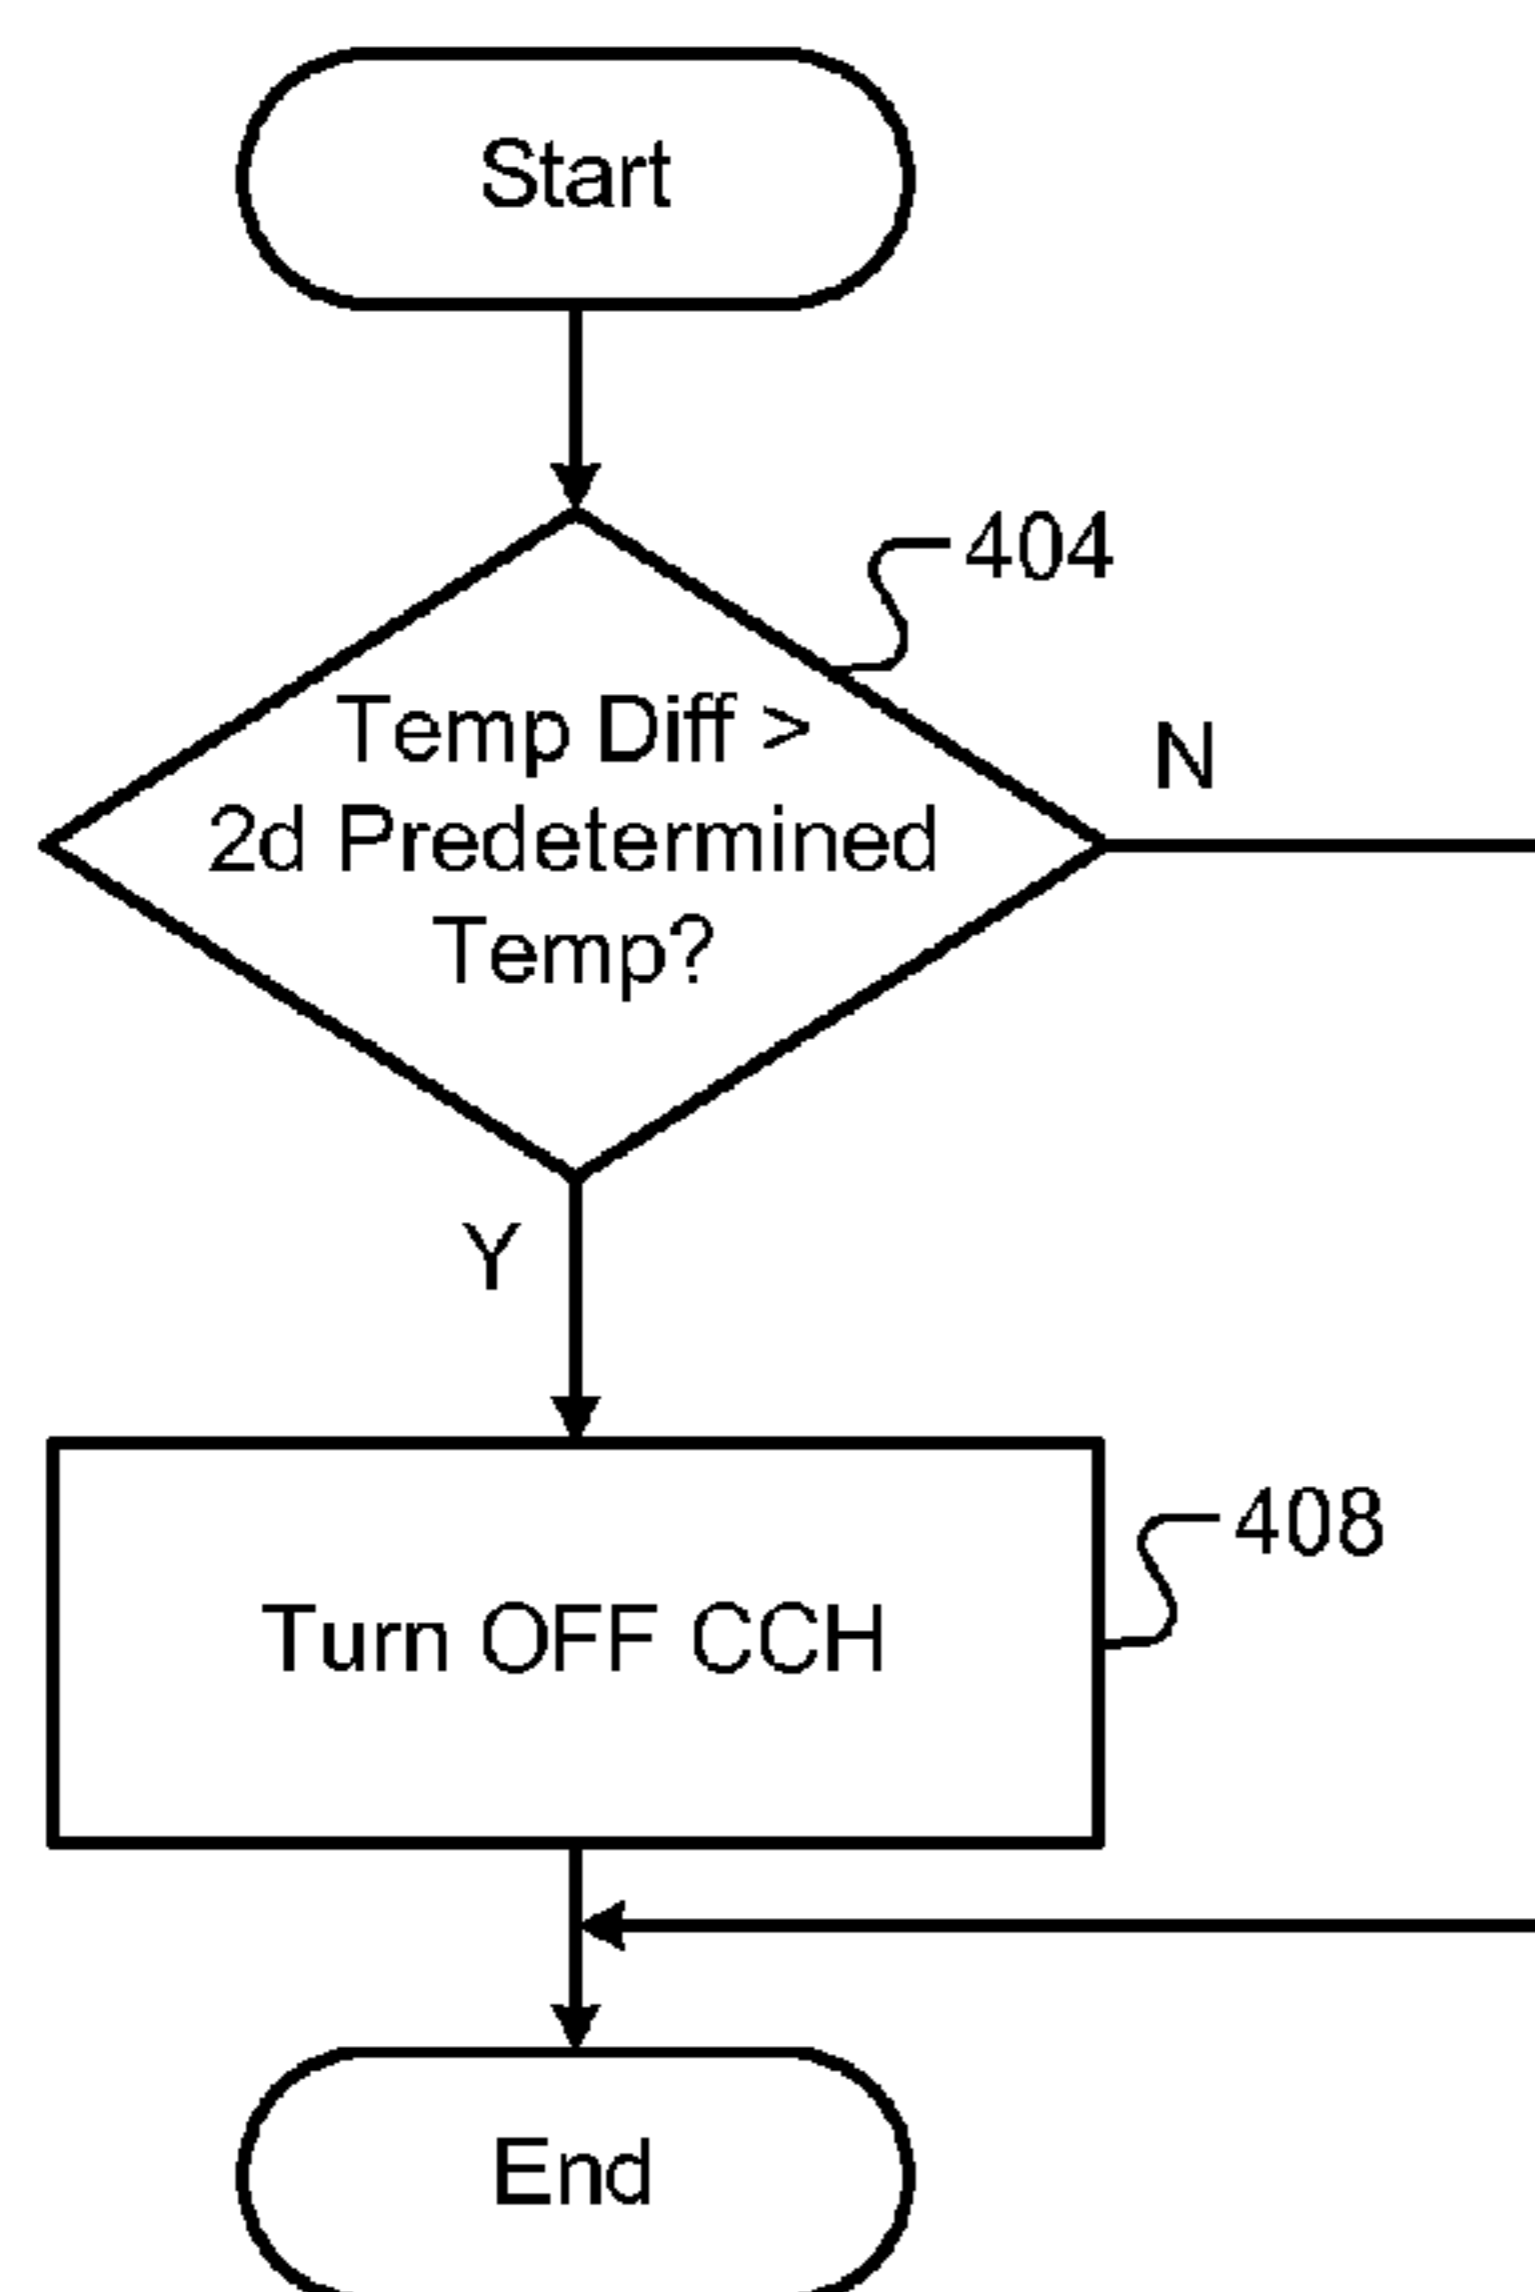 Start
404
Temp Diff >
2d Predetermined
Temp?
N
Y
408
Turn OFF CCH
End